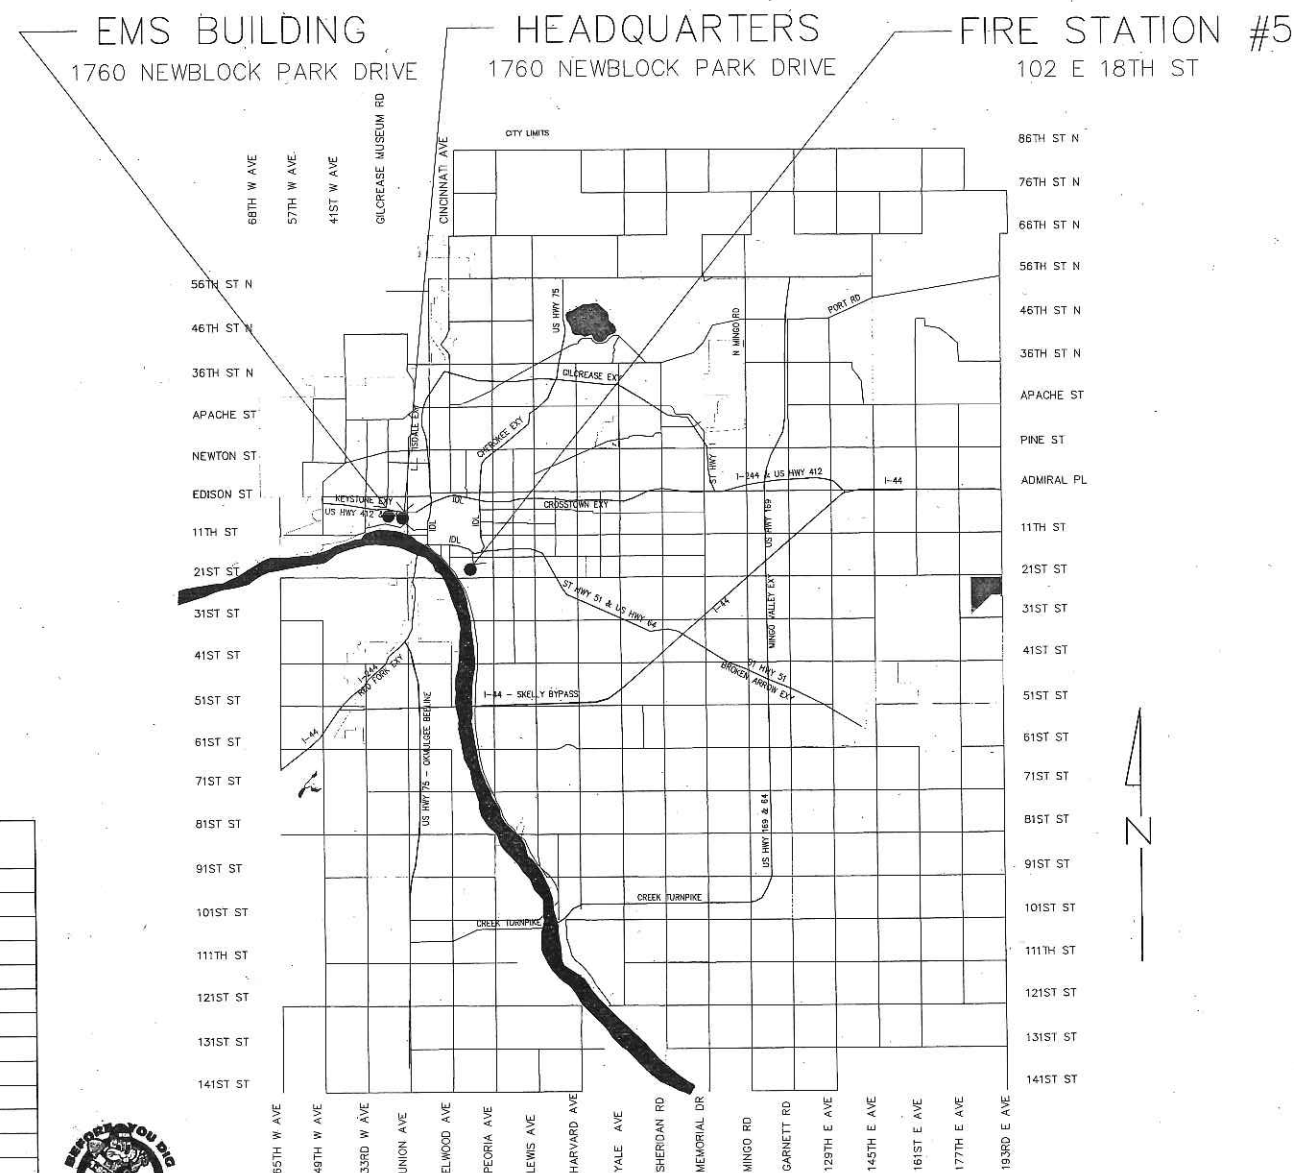 EMS BUILDING
1760 NEWBLOCK PARK DRIVE
HEADQUARTERS
1760 NEWBLOCK PARK DRIVE
FIRE STATION #5
102 E 18TH ST
68TH W AVE
57TH W AVE
41ST W AVE
GILCREASE MUSEUM RD
CINCINNATI AVE
CITY LIMITS
86TH ST N
76TH ST N
66TH ST N
56TH ST N
46TH ST N
36TH ST N
APACHE ST
PINE ST
ADMIRAL PL
11TH ST
21ST ST
31ST ST
41ST ST
51ST ST
61ST ST
71ST ST
81ST ST
91ST ST
101ST ST
111TH ST
121ST ST
131ST ST
141ST ST
56TH ST N
46TH ST N
36TH ST N
APACHE ST
NEWTON ST
EDISON ST
11TH ST
21ST ST
31ST ST
41ST ST
51ST ST
61ST ST
71ST ST
81ST ST
91ST ST
101ST ST
111TH ST
121ST ST
131ST ST
141ST ST
US HWY 75
N MINGO RD
PORT RD
GILCREASE EXY
L TISDALE EXY
CHEROKEE EXY
ST HWY 11
I-244 & US HWY 412
I-44
KEYSTONE EXY
US HWY 412 &
IDL
IDL
IDL
IDL
CROSSTOWN EXY
US HWY 169
MINGO VALLEY EXY
ST HWY 51 & US HWY 64
I-44
ST HWY 51
BROKEN ARROW EXY
I-244
RED FORK EXY
I-44
I-44 - SKELLY BYPASS
US HWY 75 - OKMULGEE BEELINE
US HWY 169 & 64
CREEK TURNPIKE
CREEK TURNPIKE
N
65TH W AVE
49TH W AVE
33RD W AVE
UNION AVE
ELWOOD AVE
PEORIA AVE
LEWIS AVE
HARVARD AVE
YALE AVE
SHERIDAN RD
MEMORIAL DR
MINGO RD
GARNETT RD
129TH E AVE
145TH E AVE
161ST E AVE
177TH E AVE
193RD E AVE
BEFORE YOU DIG